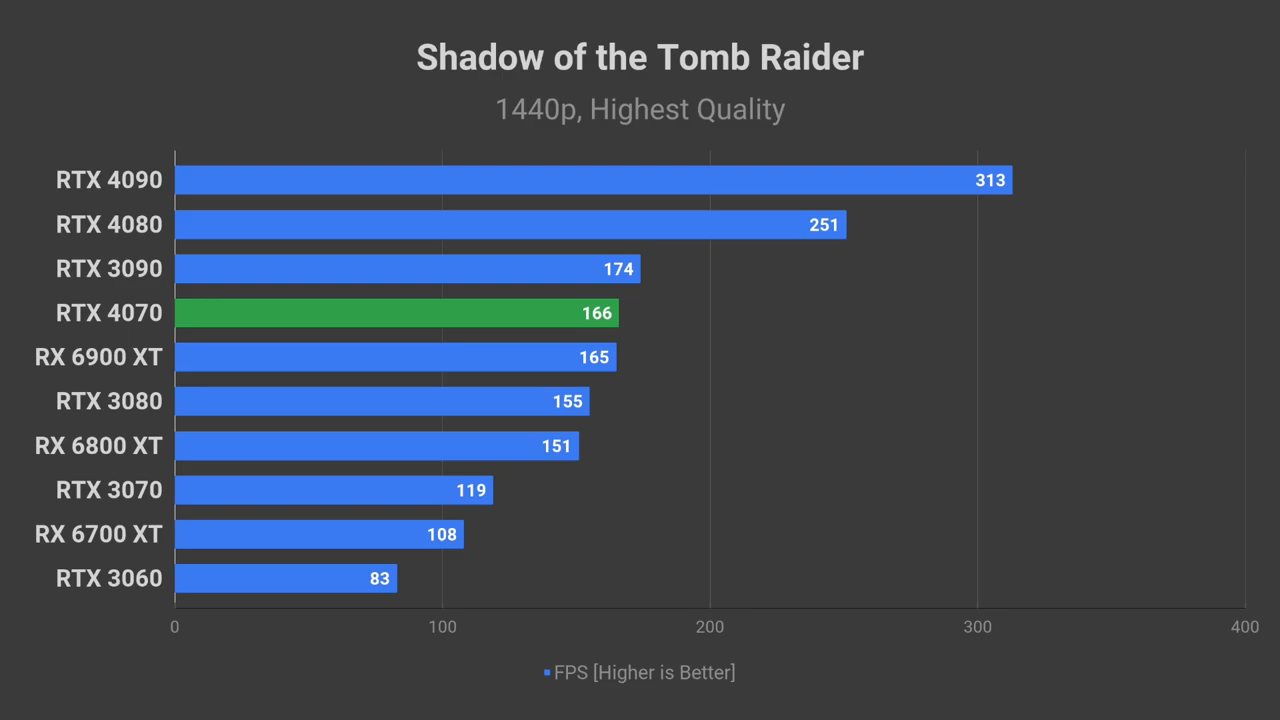 Shadow of the Tomb Raider
1440p, Highest Quality
RTX 4090 313
RTX 4080 251
RTX 3090 174
RTX 4070 166
RX 6900 XT 165
RTX 3080 155
RX 6800 XT 151
RTX 3070 119
RX 6700 XT 108
RTX 3060 83
0 100 200 300 400
FPS [Higher is Better]